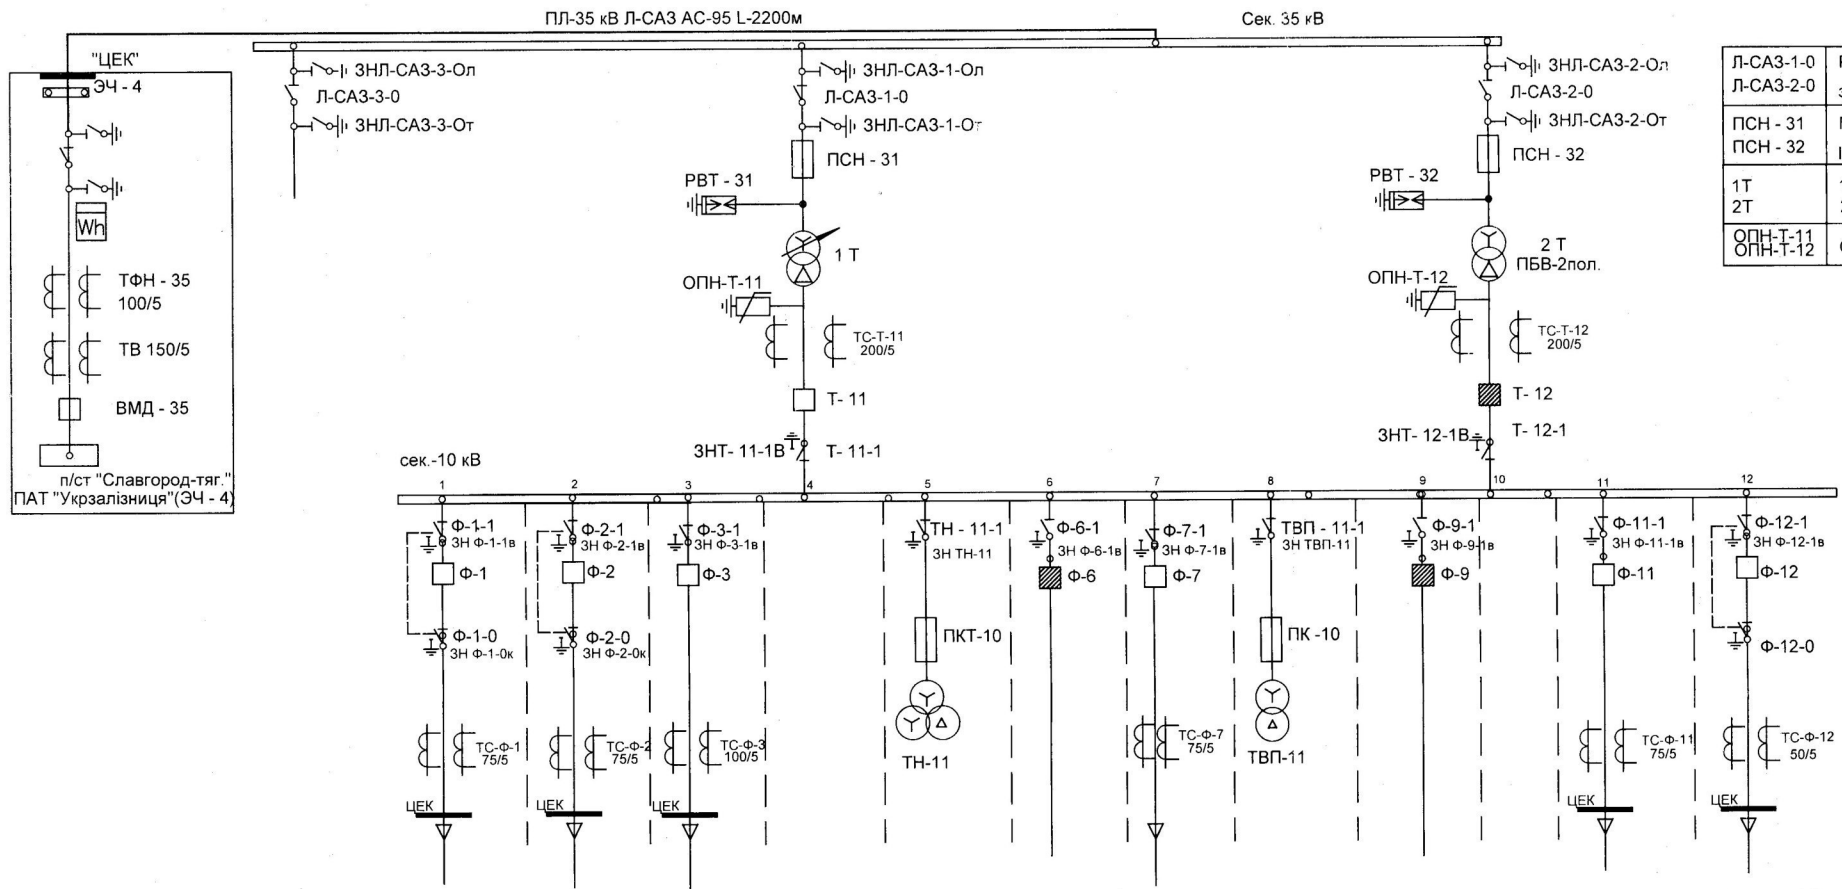 ПЛ-35 кВ Л-САЗ АС-95 L-2200м
Сек. 35 кВ
"ЦЕК"
ЭЧ - 4
Wh
ТФН - 35
100/5
ТВ 150/5
ВМД - 35
п/ст "Славгород-тяг."
ПАТ "Укрзалізниця"(ЭЧ - 4)
ЗНЛ-САЗ-3-Ол
Л-САЗ-3-0
ЗНЛ-САЗ-3-От
ЗНЛ-САЗ-1-Ол
Л-САЗ-1-0
ЗНЛ-САЗ-1-От
ПСН - 31
РВТ - 31
1 Т
ОПН-Т-11
ТС-Т-11
200/5
Т- 11
ЗНТ- 11-1В
Т- 11-1
ЗНЛ-САЗ-2-Ол
Л-САЗ-2-0
ЗНЛ-САЗ-2-От
ПСН - 32
РВТ - 32
2 Т
ПБВ-2пол.
ОПН-Т-12
ТС-Т-12
200/5
Т- 12
ЗНТ- 12-1В
Т- 12-1
Л-САЗ-1-0
Л-САЗ-2-0
ПСН - 31
ПСН - 32
1Т
2Т
ОПН-Т-11
ОПН-Т-12
сек.-10 кВ
1 2 3 4 5 6 7 8 9 10 11 12
Ф-1-1
ЗН Ф-1-1в
Ф-1
Ф-1-0
ЗН Ф-1-0к
ТС-Ф-1
75/5
ЦЕК
Ф-2-1
ЗН Ф-2-1в
Ф-2
Ф-2-0
ЗН Ф-2-0к
ТС-Ф-2
75/5
ЦЕК
Ф-3-1
ЗН Ф-3-1в
Ф-3
ТС-Ф-3
100/5
ЦЕК
ТН - 11-1
ЗН ТН-11
ПКТ-10
ТН-11
Ф-6-1
ЗН Ф-6-1в
Ф-6
Ф-7-1
ЗН Ф-7-1в
Ф-7
ТС-Ф-7
75/5
ТВП - 11-1
ЗН ТВП-11
ПК -10
ТВП-11
Ф-9-1
ЗН Ф-9-1в
Ф-9
Ф-11-1
ЗН Ф-11-1в
Ф-11
ТС-Ф-11
75/5
ЦЕК
Ф-12-1
ЗН Ф-12-1в
Ф-12
Ф-12-0
ТС-Ф-12
50/5
ЦЕК